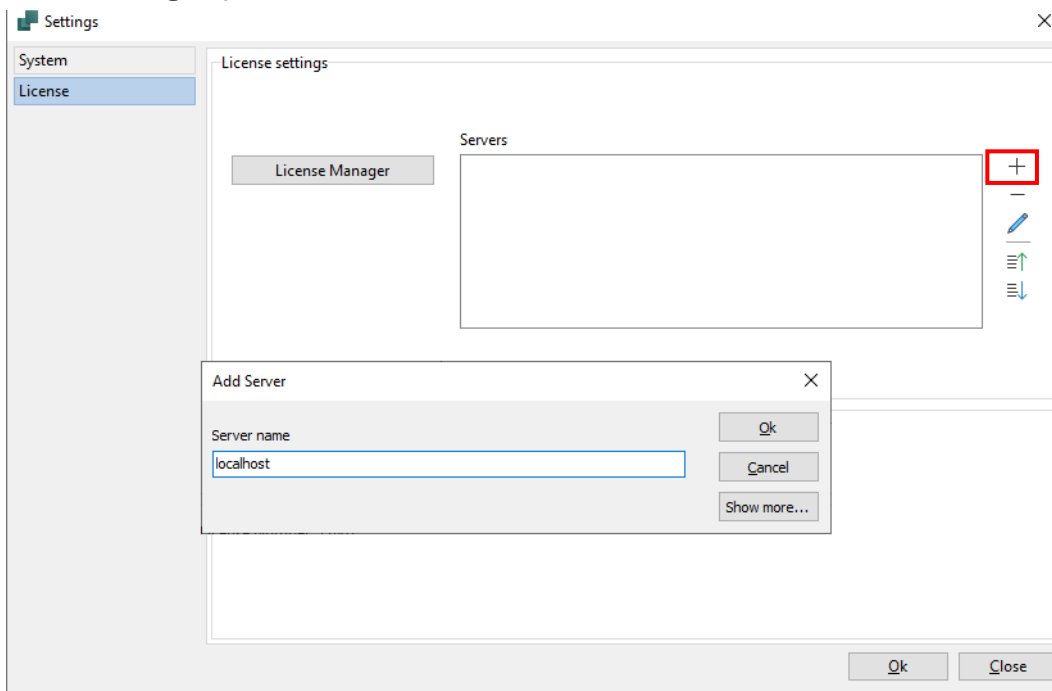 Settings
System
License
License settings
Servers
License Manager
Add Server
Server name
localhost
Ok
Cancel
Show more...
Ok
Close